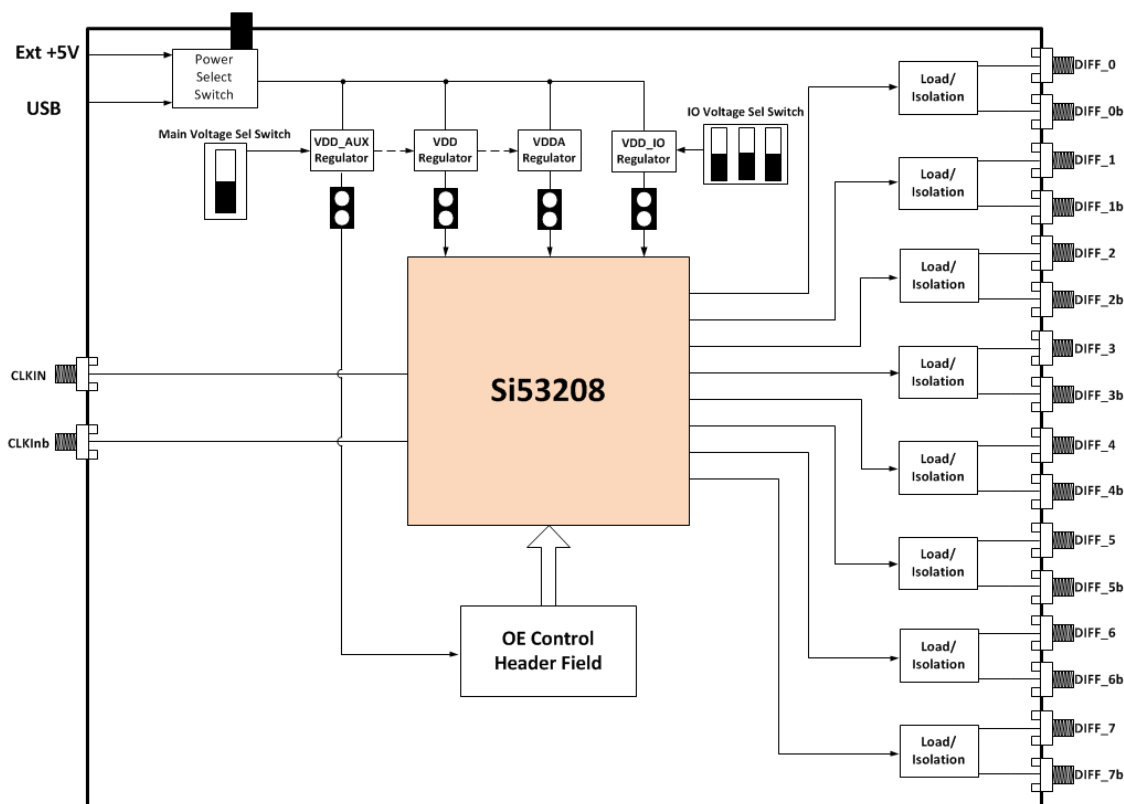 Ext +5V
USB
Power
Select
Switch
Main Voltage Sel Switch
VDD_AUX
Regulator
VDD
Regulator
VDDA
Regulator
VDD_IO
Regulator
IO Voltage Sel Switch
CLKIN
CLKInb
Si53208
OE Control
Header Field
Load/
Isolation
DIFF_0
DIFF_0b
Load/
Isolation
DIFF_1
DIFF_1b
Load/
Isolation
DIFF_2
DIFF_2b
Load/
Isolation
DIFF_3
DIFF_3b
Load/
Isolation
DIFF_4
DIFF_4b
Load/
Isolation
DIFF_5
DIFF_5b
Load/
Isolation
DIFF_6
DIFF_6b
Load/
Isolation
DIFF_7
DIFF_7b